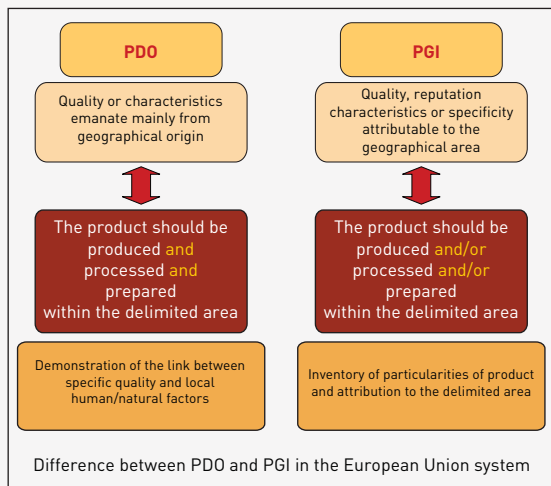 PDO
Quality or characteristics
emanate mainly from
geographical origin
The product should be
produced and
processed and
prepared
within the delimited area
Demonstration of the link between
specific quality and local
human/natural factors
PGI
Quality, reputation
characteristics or specificity
attributable to the
geographical area
The product should be
produced and/or
processed and/or
prepared
within the delimited area
Inventory of particularities of product
and attribution to the delimited area
Difference between PDO and PGI in the European Union system